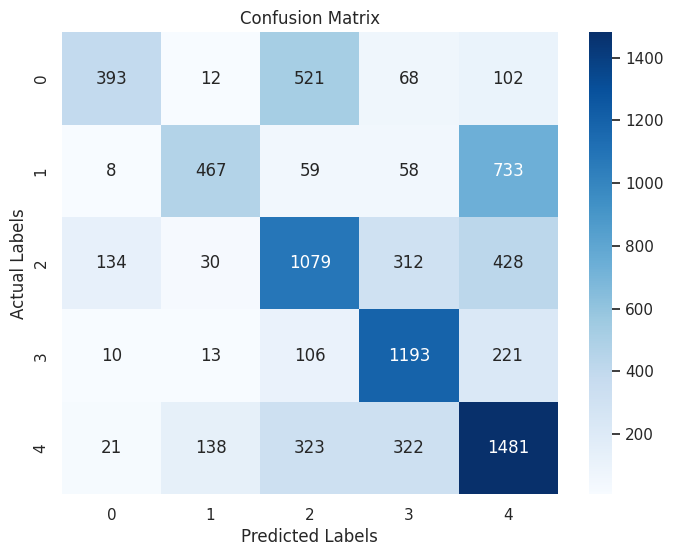 Confusion Matrix
Actual Labels
0 393 12 521 68 102
1 8 467 59 58 733
2 134 30 1079 312 428
3 10 13 106 1193 221
4 21 138 323 322 1481
0 1 2 3 4
Predicted Labels
1400
1200
1000
800
600
400
200